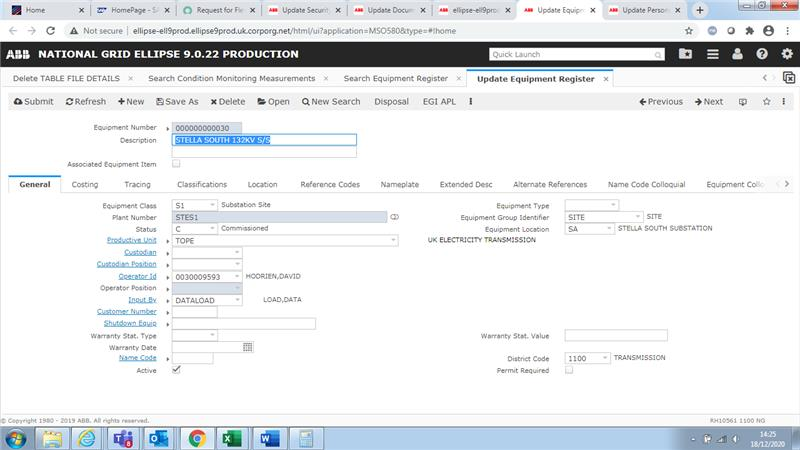 Home
HomePage - SA
Request for Fle
Update Security
Update Docum
ellipse-ell9prod
Update Equipm
Update Person
Not secure | ellipse-ell9prod.ellipse9prod.uk.corporg.net/html/ui?application=MSO580&type=#!home
ABB NATIONAL GRID ELLIPSE 9.0.22 PRODUCTION
Quick Launch
Delete TABLE FILE DETAILS
Search Condition Monitoring Measurements
Search Equipment Register
Update Equipment Register
Submit Refresh New Save As Delete Open New Search Disposal EGI APL Previous Next
Equipment Number 000000000030
Description STELLA SOUTH 132KV S/S
Associated Equipment Item
General Costing Tracing Classifications Location Reference Codes Nameplate Extended Desc Alternate References Name Code Colloquial Equipment Collo
Equipment Class S1 Substation Site Equipment Type
Plant Number STES1 Equipment Group Identifier SITE SITE
Status C Commissioned Equipment Location SA STELLA SOUTH SUBSTATION
Productive Unit TOPE UK ELECTRICITY TRANSMISSION
Custodian
Custodian Position
Operator Id 0030009593 HOORIEN,DAVID
Operator Position
Input By DATALOAD LOAD,DATA
Customer Number
Shutdown Equip
Warranty Stat. Type Warranty Stat. Value
Warranty Date
Name Code District Code 1100 TRANSMISSION
Active Permit Required
© Copyright 1980 - 2019 ABB. All rights reserved. RH10561 1100 NG
8
14:25
18/12/2020